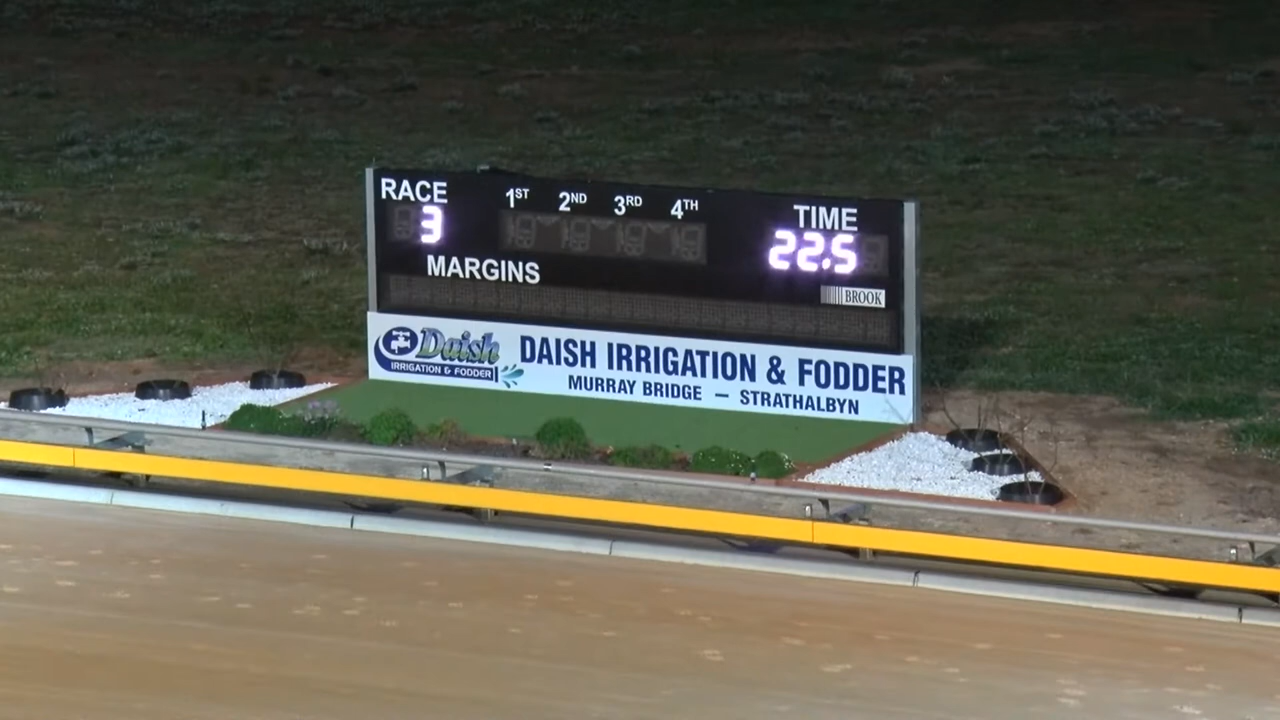 RACE 1ST 2ND 3RD 4TH TIME
3 22.5
MARGINS
BROOK
Daish
IRRIGATION & FODDER
DAISH IRRIGATION & FODDER
MURRAY BRIDGE — STRATHALBYN